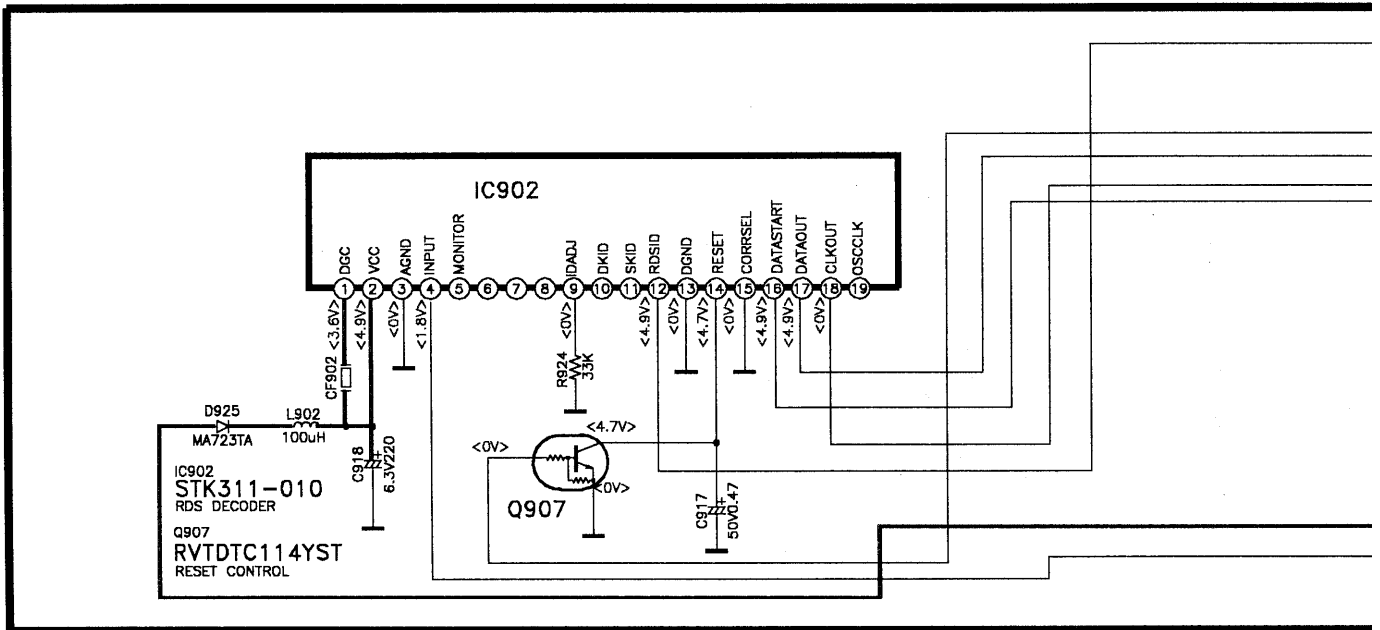 IC902
DGC
VCC
AGND
INPUT
MONITOR
IDADJ
DKID
SKID
RDSID
DGND
RESET
CORRSEL
DATASTART
DATAOUT
CLKOUT
OSCCLK
1 2 3 4 5 6 7 8 9 10 11 12 13 14 15 16 17 18 19
<3.6V>
<4.9V>
<0V>
<1.8V>
<0V>
<4.9V>
<0V>
<4.7V>
<0V>
<4.9V>
<4.9V>
<0V>
CF902
R924
33K
D925
MA723TA
L902
100uH
C918
6.3V220
+
<4.7V>
<0V>
<0V>
Q907
C917
50V0.47
+
IC902
STK311-010
RDS DECODER
Q907
RVTDTC114YST
RESET CONTROL